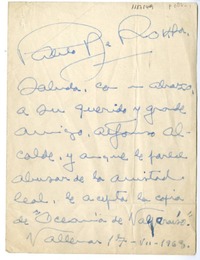 Pablo de Rokha
saluda, con un abrazo,
a su querido y grande
amigo, Alfonso Al-
calde, y aunque le parece
abusar de la amistad
leal, le acepta la copia
de "Oceanía de Valparaíso".
Vallenar 17-VII-1963.